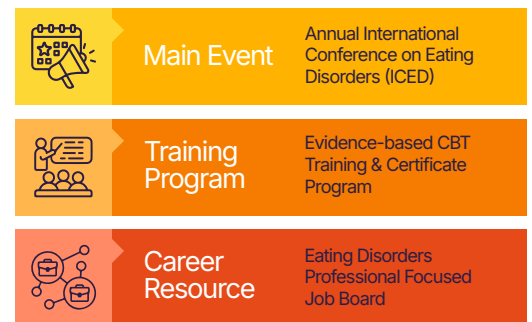 Main Event
Annual International
Conference on Eating
Disorders (ICED)
Training
Program
Evidence-based CBT
Training & Certificate
Program
Career
Resource
Eating Disorders
Professional Focused
Job Board